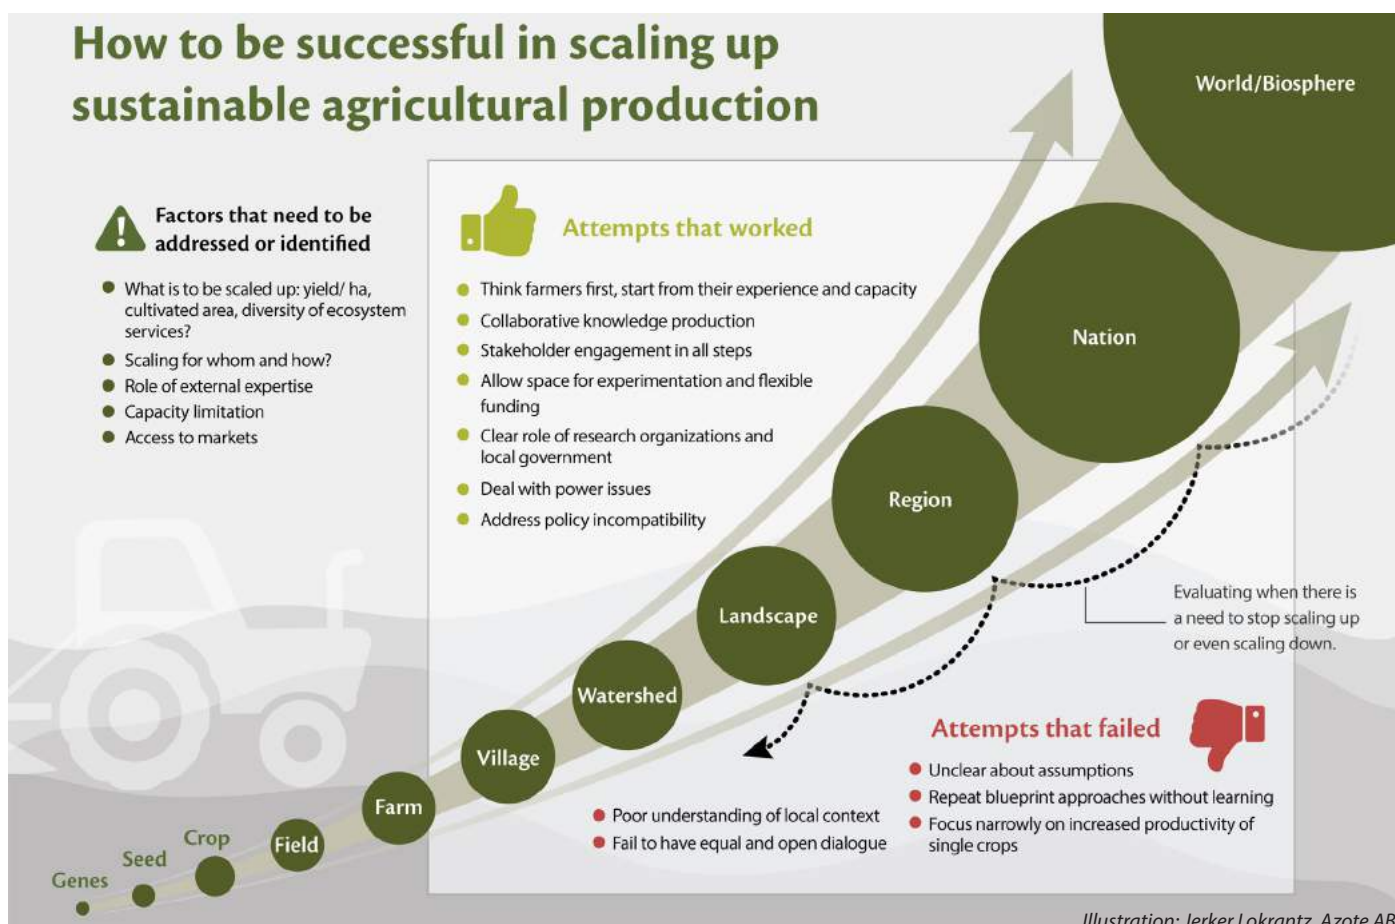 How to be successful in scaling up
sustainable agricultural production
World/Biosphere
Factors that need to be
addressed or identified
What is to be scaled up: yield/ ha,
cultivated area, diversity of ecosystem
services?
Scaling for whom and how?
Role of external expertise
Capacity limitation
Access to markets
Attempts that worked
Think farmers first, start from their experience and capacity
Collaborative knowledge production
Stakeholder engagement in all steps
Allow space for experimentation and flexible
funding
Clear role of research organizations and
local government
Deal with power issues
Address policy incompatibility
Nation
Region
Landscape
Watershed
Village
Farm
Field
Crop
Seed
Genes
Evaluating when there is
a need to stop scaling up
or even scaling down.
Attempts that failed
Unclear about assumptions
Repeat blueprint approaches without learning
Focus narrowly on increased productivity of
single crops
Poor understanding of local context
Fail to have equal and open dialogue
Illustration: Jerker Lokrantz, Azote AB